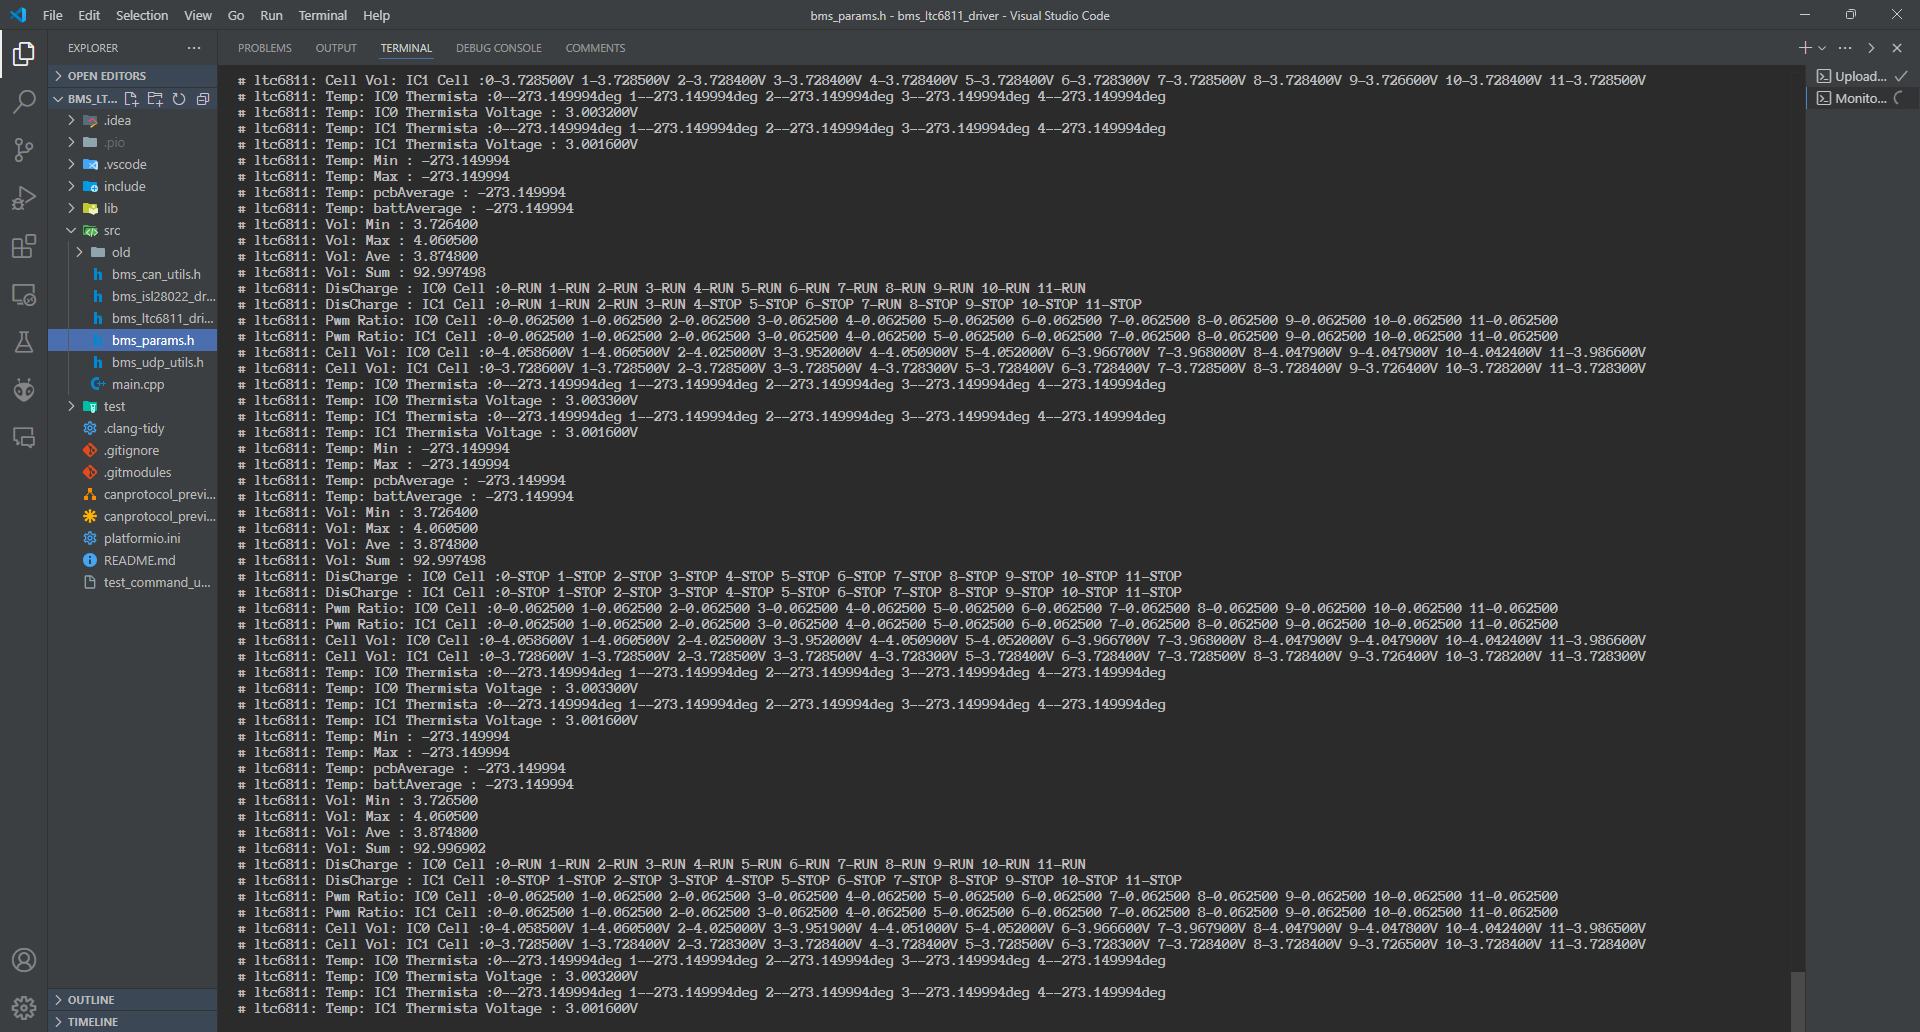 File Edit Selection View Go Run Terminal Help
bms_params.h - bms_ltc6811_driver - Visual Studio Code
EXPLORER
OPEN EDITORS
BMS_LT...
.idea
.pio
.vscode
include
lib
src
old
bms_can_utils.h
bms_isl28022_dr...
bms_ltc6811_dri...
bms_params.h
bms_udp_utils.h
main.cpp
test
.clang-tidy
.gitignore
.gitmodules
canprotocol_previ...
canprotocol_previ...
platformio.ini
README.md
test_command_u...
OUTLINE
TIMELINE
PROBLEMS OUTPUT TERMINAL DEBUG CONSOLE COMMENTS
# ltc6811: Cell Vol: IC1 Cell :0-3.728500V 1-3.728500V 2-3.728400V 3-3.728400V 4-3.728400V 5-3.728400V 6-3.728300V 7-3.728500V 8-3.728400V 9-3.726600V 10-3.728400V 11-3.728500V
# ltc6811: Temp: IC0 Thermista :0--273.149994deg 1--273.149994deg 2--273.149994deg 3--273.149994deg 4--273.149994deg
# ltc6811: Temp: IC0 Thermista Voltage : 3.003200V
# ltc6811: Temp: IC1 Thermista :0--273.149994deg 1--273.149994deg 2--273.149994deg 3--273.149994deg 4--273.149994deg
# ltc6811: Temp: IC1 Thermista Voltage : 3.001600V
# ltc6811: Temp: Min : -273.149994
# ltc6811: Temp: Max : -273.149994
# ltc6811: Temp: pcbAverage : -273.149994
# ltc6811: Temp: battAverage : -273.149994
# ltc6811: Vol: Min : 3.726400
# ltc6811: Vol: Max : 4.060500
# ltc6811: Vol: Ave : 3.874800
# ltc6811: Vol: Sum : 92.997498
# ltc6811: DisCharge : IC0 Cell :0-RUN 1-RUN 2-RUN 3-RUN 4-RUN 5-RUN 6-RUN 7-RUN 8-RUN 9-RUN 10-RUN 11-RUN
# ltc6811: DisCharge : IC1 Cell :0-RUN 1-RUN 2-RUN 3-RUN 4-STOP 5-STOP 6-STOP 7-RUN 8-STOP 9-STOP 10-STOP 11-STOP
# ltc6811: Pwm Ratio: IC0 Cell :0-0.062500 1-0.062500 2-0.062500 3-0.062500 4-0.062500 5-0.062500 6-0.062500 7-0.062500 8-0.062500 9-0.062500 10-0.062500 11-0.062500
# ltc6811: Pwm Ratio: IC1 Cell :0-0.062500 1-0.062500 2-0.062500 3-0.062500 4-0.062500 5-0.062500 6-0.062500 7-0.062500 8-0.062500 9-0.062500 10-0.062500 11-0.062500
# ltc6811: Cell Vol: IC0 Cell :0-4.058600V 1-4.060500V 2-4.025000V 3-3.952000V 4-4.050900V 5-4.052000V 6-3.966700V 7-3.968000V 8-4.047900V 9-4.047900V 10-4.042400V 11-3.986600V
# ltc6811: Cell Vol: IC1 Cell :0-3.728600V 1-3.728500V 2-3.728500V 3-3.728500V 4-3.728300V 5-3.728400V 6-3.728400V 7-3.728500V 8-3.728400V 9-3.726400V 10-3.728200V 11-3.728300V
# ltc6811: Temp: IC0 Thermista :0--273.149994deg 1--273.149994deg 2--273.149994deg 3--273.149994deg 4--273.149994deg
# ltc6811: Temp: IC0 Thermista Voltage : 3.003300V
# ltc6811: Temp: IC1 Thermista :0--273.149994deg 1--273.149994deg 2--273.149994deg 3--273.149994deg 4--273.149994deg
# ltc6811: Temp: IC1 Thermista Voltage : 3.001600V
# ltc6811: Temp: Min : -273.149994
# ltc6811: Temp: Max : -273.149994
# ltc6811: Temp: pcbAverage : -273.149994
# ltc6811: Temp: battAverage : -273.149994
# ltc6811: Vol: Min : 3.726400
# ltc6811: Vol: Max : 4.060500
# ltc6811: Vol: Ave : 3.874800
# ltc6811: Vol: Sum : 92.997498
# ltc6811: DisCharge : IC0 Cell :0-STOP 1-STOP 2-STOP 3-STOP 4-STOP 5-STOP 6-STOP 7-STOP 8-STOP 9-STOP 10-STOP 11-STOP
# ltc6811: DisCharge : IC1 Cell :0-STOP 1-STOP 2-STOP 3-STOP 4-STOP 5-STOP 6-STOP 7-STOP 8-STOP 9-STOP 10-STOP 11-STOP
# ltc6811: Pwm Ratio: IC0 Cell :0-0.062500 1-0.062500 2-0.062500 3-0.062500 4-0.062500 5-0.062500 6-0.062500 7-0.062500 8-0.062500 9-0.062500 10-0.062500 11-0.062500
# ltc6811: Pwm Ratio: IC1 Cell :0-0.062500 1-0.062500 2-0.062500 3-0.062500 4-0.062500 5-0.062500 6-0.062500 7-0.062500 8-0.062500 9-0.062500 10-0.062500 11-0.062500
# ltc6811: Cell Vol: IC0 Cell :0-4.058600V 1-4.060500V 2-4.025000V 3-3.952000V 4-4.050900V 5-4.052000V 6-3.966700V 7-3.968000V 8-4.047900V 9-4.047900V 10-4.042400V 11-3.986600V
# ltc6811: Cell Vol: IC1 Cell :0-3.728600V 1-3.728500V 2-3.728500V 3-3.728500V 4-3.728300V 5-3.728400V 6-3.728400V 7-3.728500V 8-3.728400V 9-3.726400V 10-3.728200V 11-3.728300V
# ltc6811: Temp: IC0 Thermista :0--273.149994deg 1--273.149994deg 2--273.149994deg 3--273.149994deg 4--273.149994deg
# ltc6811: Temp: IC0 Thermista Voltage : 3.003300V
# ltc6811: Temp: IC1 Thermista :0--273.149994deg 1--273.149994deg 2--273.149994deg 3--273.149994deg 4--273.149994deg
# ltc6811: Temp: IC1 Thermista Voltage : 3.001600V
# ltc6811: Temp: Min : -273.149994
# ltc6811: Temp: Max : -273.149994
# ltc6811: Temp: pcbAverage : -273.149994
# ltc6811: Temp: battAverage : -273.149994
# ltc6811: Vol: Min : 3.726500
# ltc6811: Vol: Max : 4.060500
# ltc6811: Vol: Ave : 3.874800
# ltc6811: Vol: Sum : 92.996902
# ltc6811: DisCharge : IC0 Cell :0-RUN 1-RUN 2-RUN 3-RUN 4-RUN 5-RUN 6-RUN 7-RUN 8-RUN 9-RUN 10-RUN 11-RUN
# ltc6811: DisCharge : IC1 Cell :0-STOP 1-STOP 2-STOP 3-STOP 4-STOP 5-STOP 6-STOP 7-STOP 8-STOP 9-STOP 10-STOP 11-STOP
# ltc6811: Pwm Ratio: IC0 Cell :0-0.062500 1-0.062500 2-0.062500 3-0.062500 4-0.062500 5-0.062500 6-0.062500 7-0.062500 8-0.062500 9-0.062500 10-0.062500 11-0.062500
# ltc6811: Pwm Ratio: IC1 Cell :0-0.062500 1-0.062500 2-0.062500 3-0.062500 4-0.062500 5-0.062500 6-0.062500 7-0.062500 8-0.062500 9-0.062500 10-0.062500 11-0.062500
# ltc6811: Cell Vol: IC0 Cell :0-4.058500V 1-4.060500V 2-4.025000V 3-3.951900V 4-4.051000V 5-4.052000V 6-3.966600V 7-3.967900V 8-4.047900V 9-4.047800V 10-4.042400V 11-3.986500V
# ltc6811: Cell Vol: IC1 Cell :0-3.728500V 1-3.728400V 2-3.728300V 3-3.728400V 4-3.728400V 5-3.728500V 6-3.728300V 7-3.728400V 8-3.728400V 9-3.726500V 10-3.728400V 11-3.728400V
# ltc6811: Temp: IC0 Thermista :0--273.149994deg 1--273.149994deg 2--273.149994deg 3--273.149994deg 4--273.149994deg
# ltc6811: Temp: IC0 Thermista Voltage : 3.003200V
# ltc6811: Temp: IC1 Thermista :0--273.149994deg 1--273.149994deg 2--273.149994deg 3--273.149994deg 4--273.149994deg
# ltc6811: Temp: IC1 Thermista Voltage : 3.001600V
Upload...
Monito...